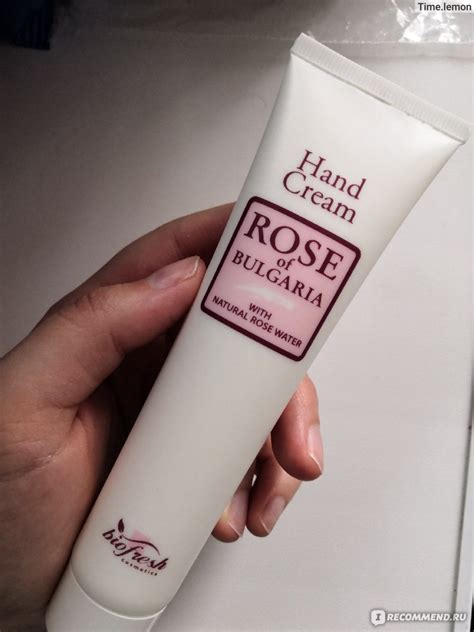 Time.lemon
Hand
Cream
ROSE
of
BULGARIA
WITH
NATURAL ROSE WATER
biofresh
cosmetics
I RECOMMEND.RU